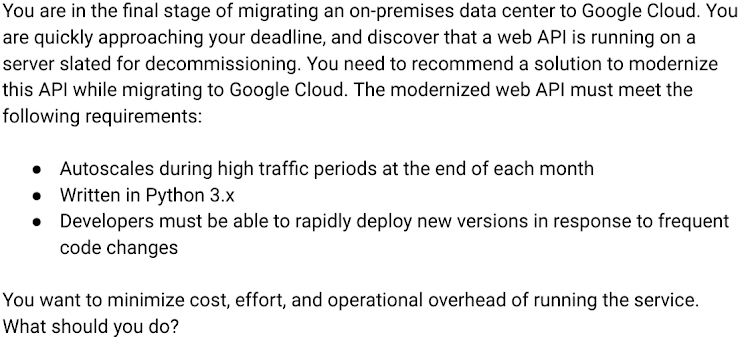 You are in the final stage of migrating an on-premises data center to Google Cloud. You
are quickly approaching your deadline, and discover that a web API is running on a
server slated for decommissioning. You need to recommend a solution to modernize
this API while migrating to Google Cloud. The modernized web API must meet the
following requirements:
● Autoscales during high traffic periods at the end of each month
● Written in Python 3.x
● Developers must be able to rapidly deploy new versions in response to frequent
code changes
You want to minimize cost, effort, and operational overhead of running the service.
What should you do?